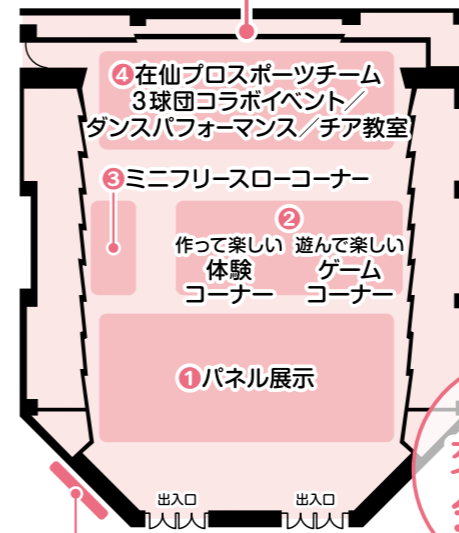 ❹在仙プロスポーツチーム
3球団コラボイベント／
ダンスパフォーマンス／チア教室
❸ミニフリースローコーナー
❷
作って楽しい 遊んで楽しい
体験 ゲーム
コーナー コーナー
❶パネル展示
出入口 出入口